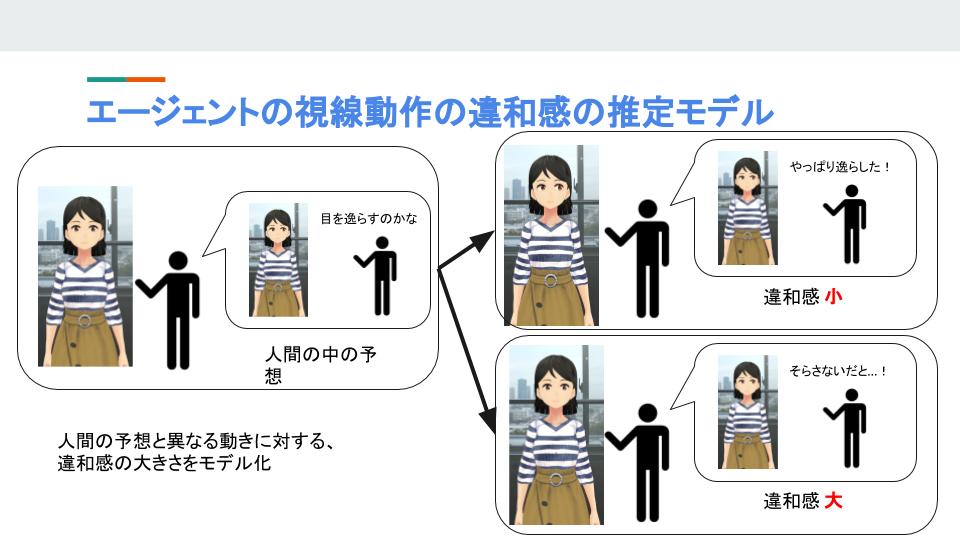 エージェントの視線動作の違和感の推定モデル
目を逸らすのかな
人間の中の予
想
人間の予想と異なる動きに対する、
違和感の大きさをモデル化
やっぱり逸らした！
違和感 小
そらさないだと...！
違和感 大